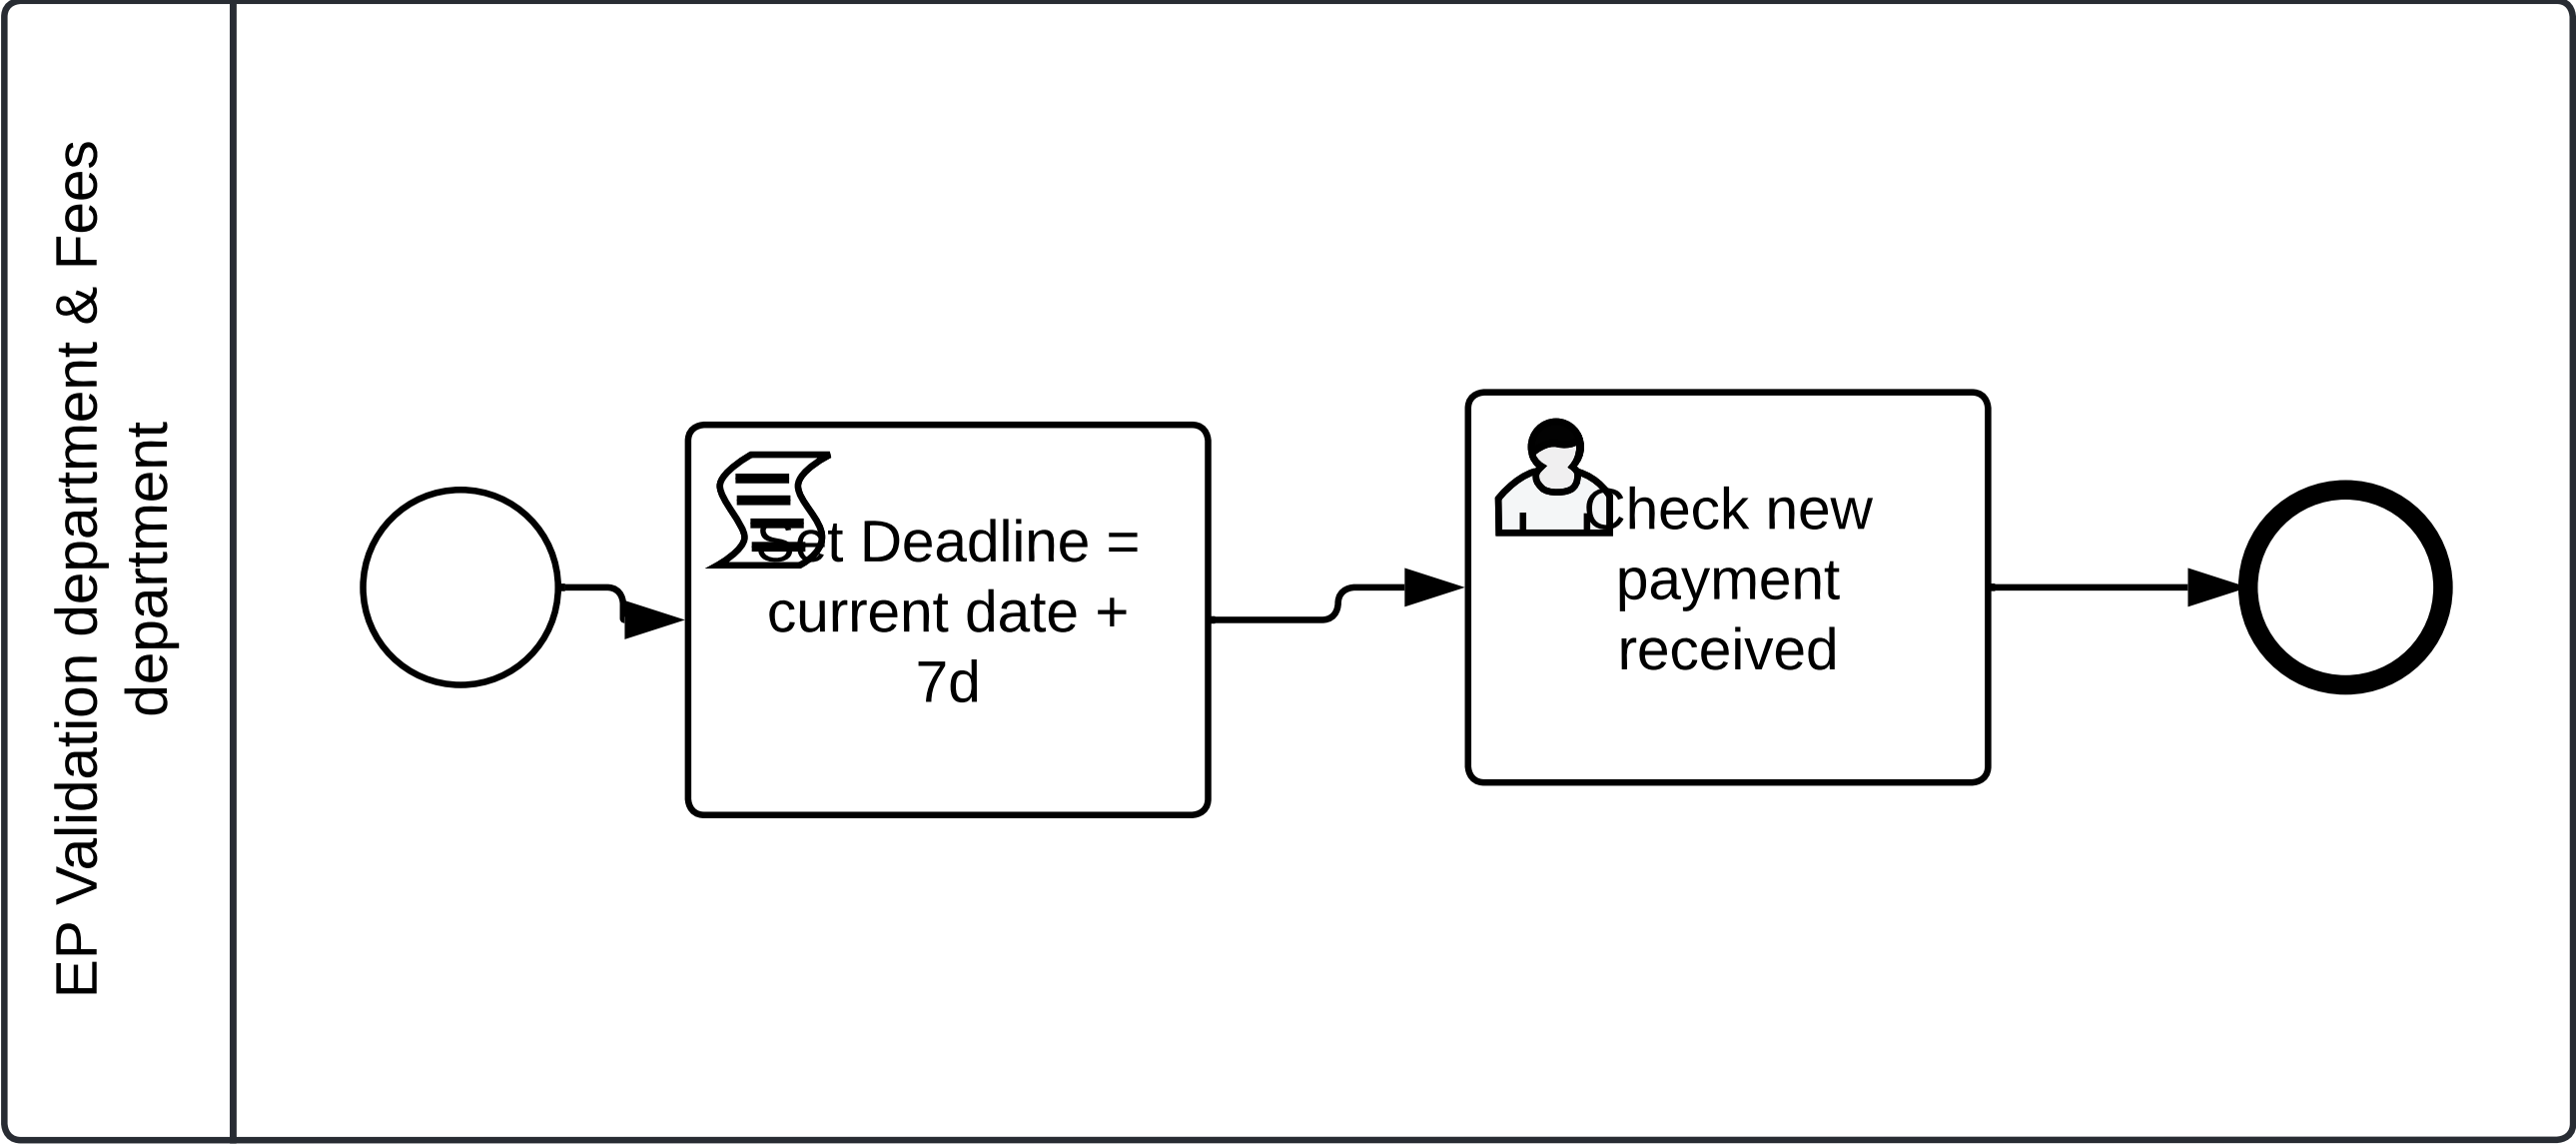 EP Validation department & Fees
department
Set Deadline =
current date +
7d
Check new
payment
received